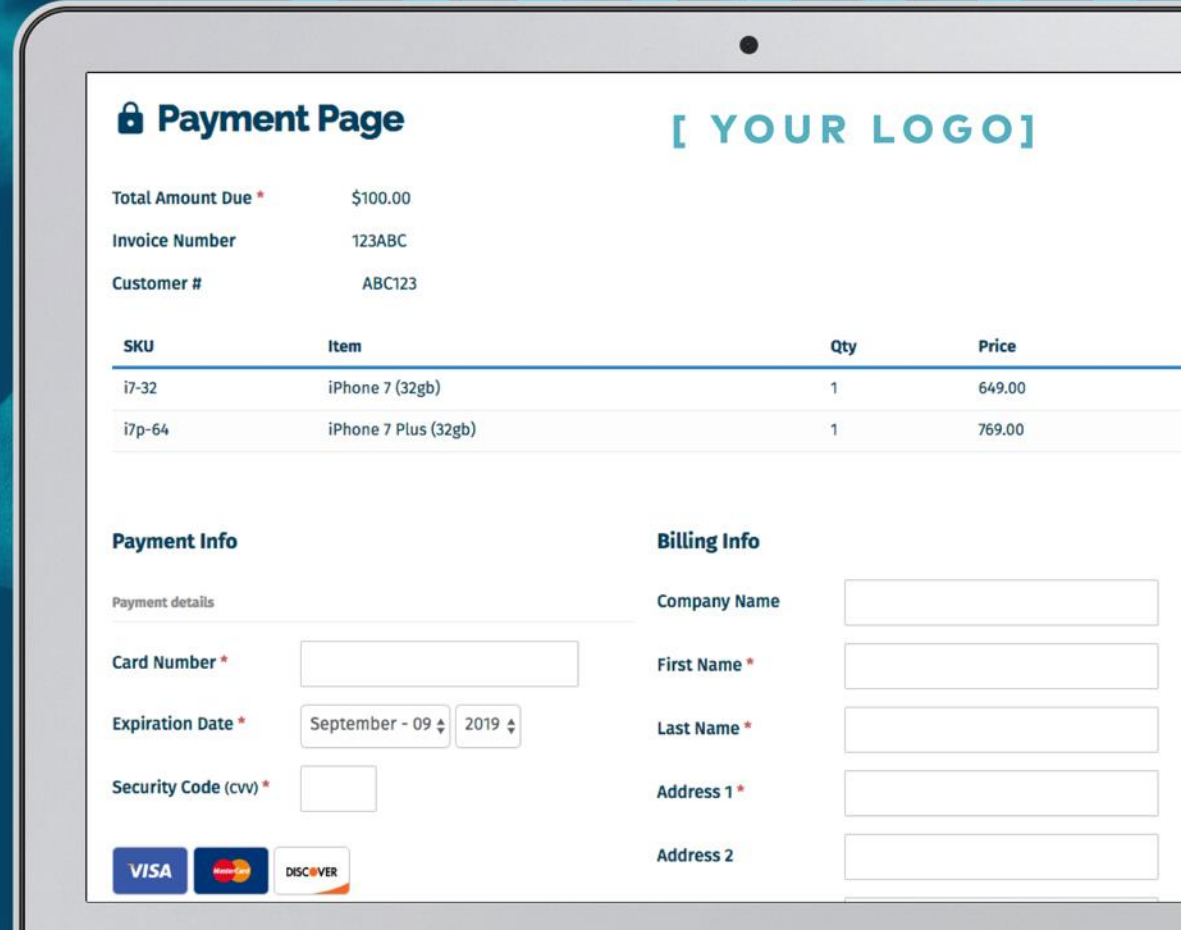 Payment Page
[ YOUR LOGO]
Total Amount Due * $100.00
Invoice Number 123ABC
Customer # ABC123
SKU Item Qty Price
i7-32 iPhone 7 (32gb) 1 649.00
i7p-64 iPhone 7 Plus (32gb) 1 769.00
Payment Info
Payment details
Card Number *
Expiration Date * September - 09 2019
Security Code (CVV) *
VISA MasterCard DISCOVER
Billing Info
Company Name
First Name *
Last Name *
Address 1 *
Address 2